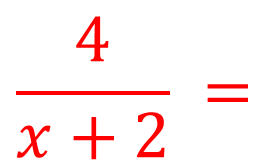 4
x + 2 =